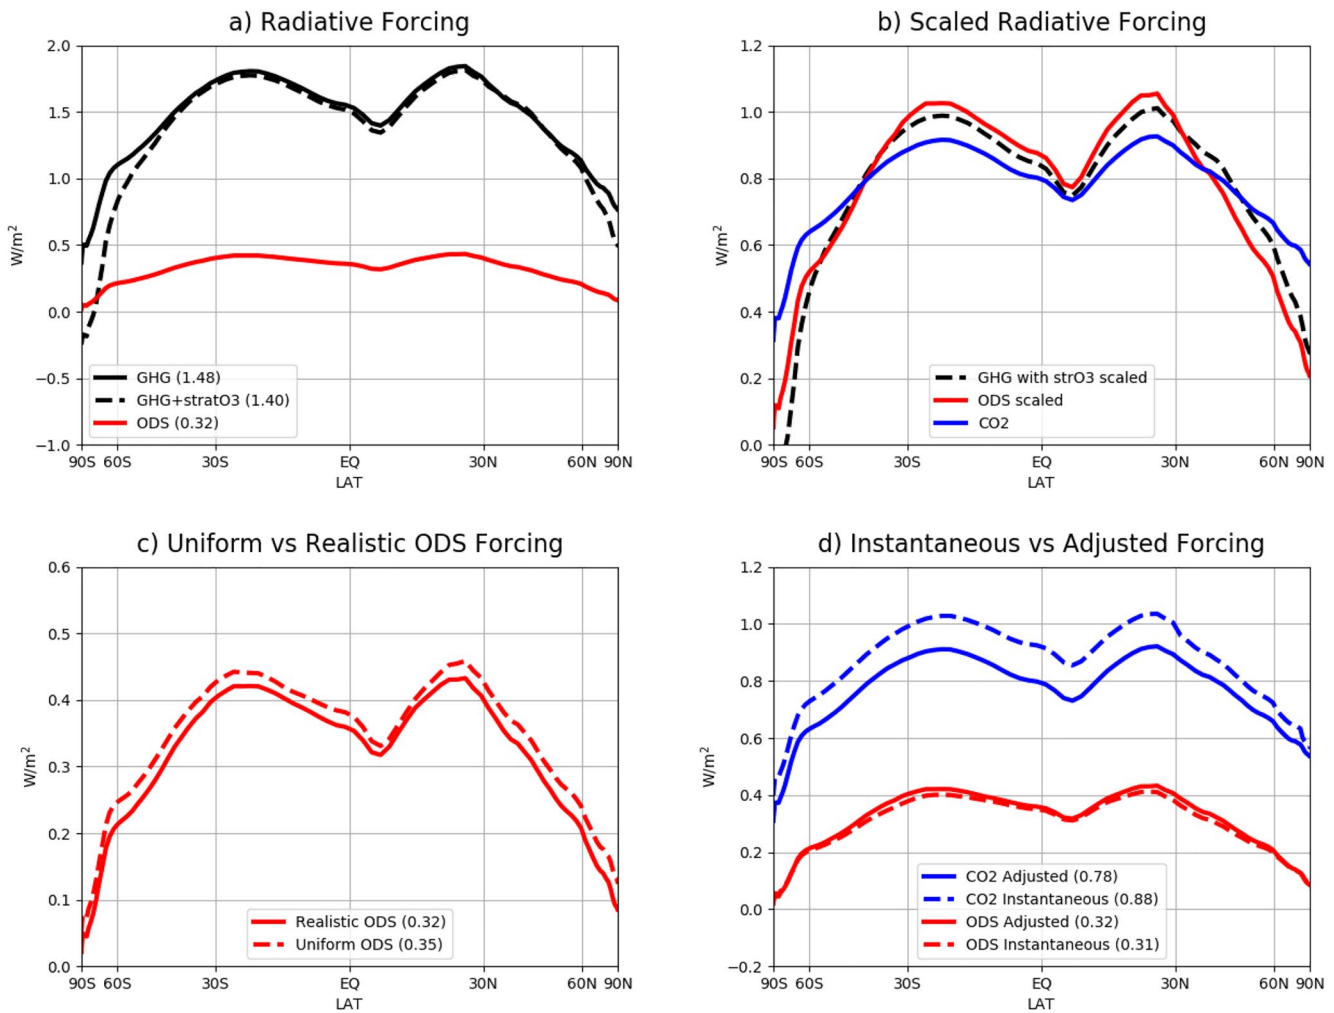 a) Radiative Forcing
2.0
1.5
1.0
0.5
0.0
−0.5
−1.0
W/m²
GHG (1.48)
GHG+stratO3 (1.40)
ODS (0.32)
90S 60S 30S EQ 30N 60N 90N
LAT
b) Scaled Radiative Forcing
1.2
1.0
0.8
0.6
0.4
0.2
0.0
W/m²
GHG with strO3 scaled
ODS scaled
CO2
90S 60S 30S EQ 30N 60N 90N
LAT
c) Uniform vs Realistic ODS Forcing
0.6
0.5
0.4
0.3
0.2
0.1
0.0
W/m²
Realistic ODS (0.32)
Uniform ODS (0.35)
90S 60S 30S EQ 30N 60N 90N
LAT
d) Instantaneous vs Adjusted Forcing
1.2
1.0
0.8
0.6
0.4
0.2
0.0
−0.2
W/m²
CO2 Adjusted (0.78)
CO2 Instantaneous (0.88)
ODS Adjusted (0.32)
ODS Instantaneous (0.31)
90S 60S 30S EQ 30N 60N 90N
LAT